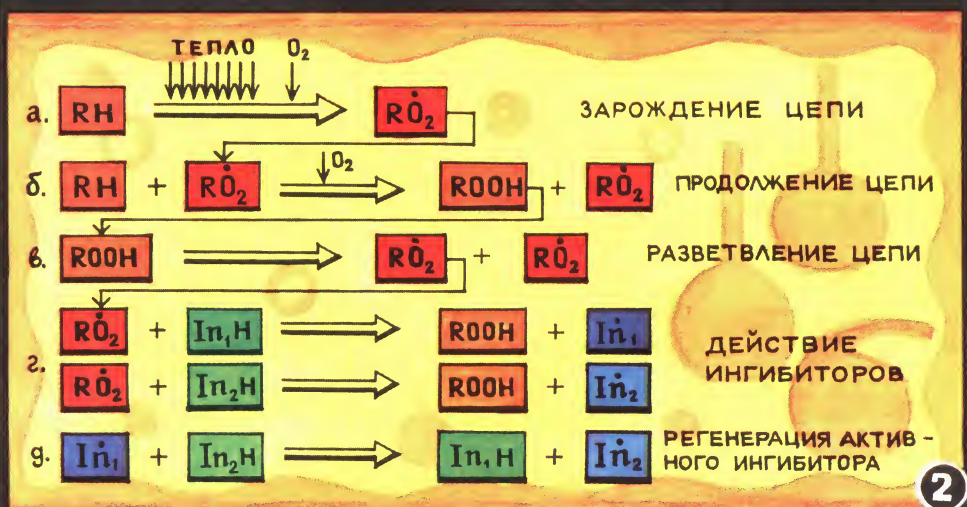 ТЕПЛО O₂
а. RH RȮ₂ ЗАРОЖДЕНИЕ ЦЕПИ
б. RH + RȮ₂ O₂ ROOH + RȮ₂ ПРОДОЛЖЕНИЕ ЦЕПИ
в. ROOH RȮ₂ + RȮ₂ РАЗВЕТВЛЕНИЕ ЦЕПИ
г. RȮ₂ + In₁H ROOH + Iṅ₁ ДЕЙСТВИЕ
RȮ₂ + In₂H ROOH + Iṅ₂ ИНГИБИТОРОВ
д. Iṅ₁ + In₂H In₁H + Iṅ₂ РЕГЕНЕРАЦИЯ АКТИВ-
НОГО ИНГИБИТОРА
2